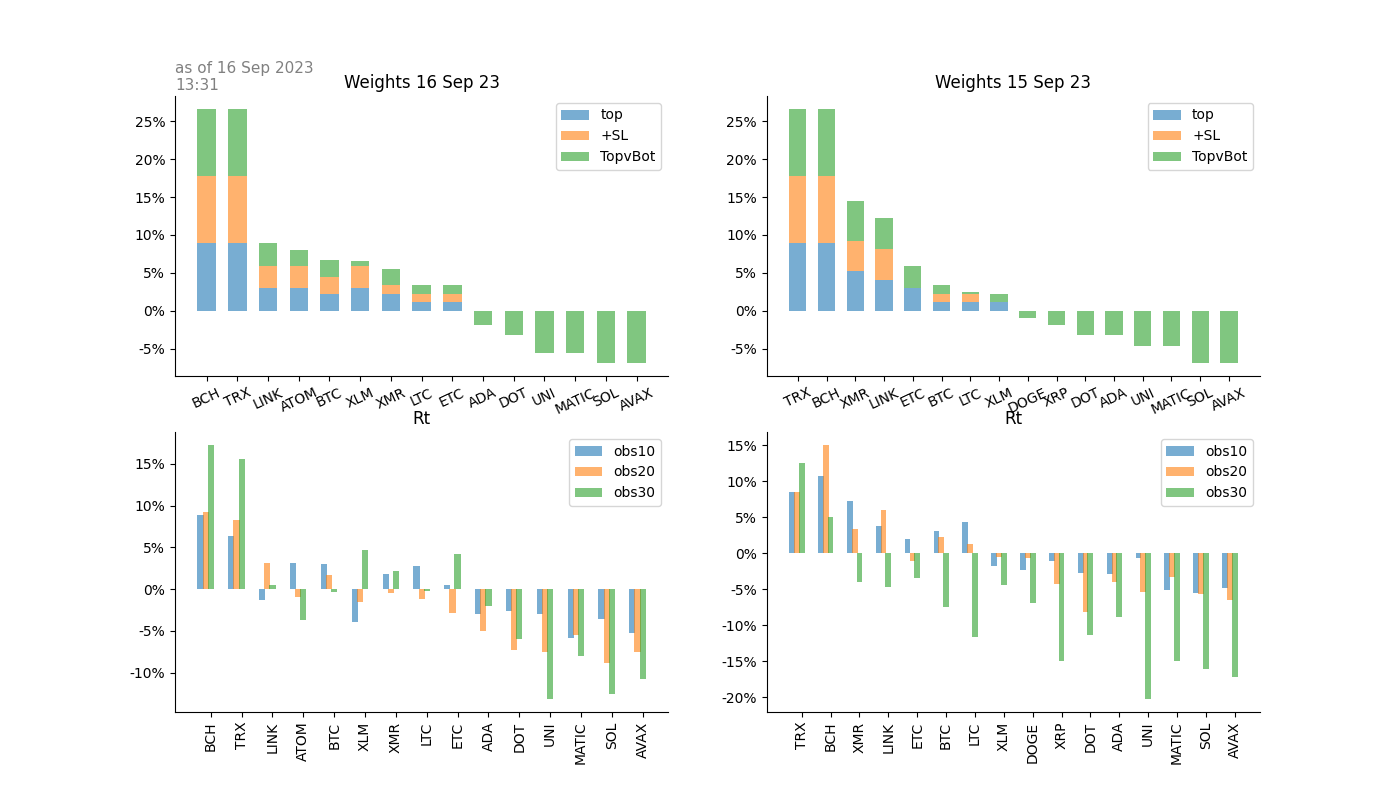 as of 16 Sep 2023
13:31
Weights 16 Sep 23
25%
20%
15%
10%
5%
0%
-5%
top
+SL
TopvBot
BCH TRX LINK ATOM BTC XLM XMR LTC ETC ADA DOT UNI MATIC SOL AVAX
Weights 15 Sep 23
25%
20%
15%
10%
5%
0%
-5%
top
+SL
TopvBot
TRX BCH XMR LINK ETC BTC LTC XLM DOGE XRP DOT ADA UNI MATIC SOL AVAX
Rt
15%
10%
5%
0%
-5%
-10%
obs10
obs20
obs30
BCH TRX LINK ATOM BTC XLM XMR LTC ETC ADA DOT UNI MATIC SOL AVAX
Rt
15%
10%
5%
0%
-5%
-10%
-15%
-20%
obs10
obs20
obs30
TRX BCH XMR LINK ETC BTC LTC XLM DOGE XRP DOT ADA UNI MATIC SOL AVAX